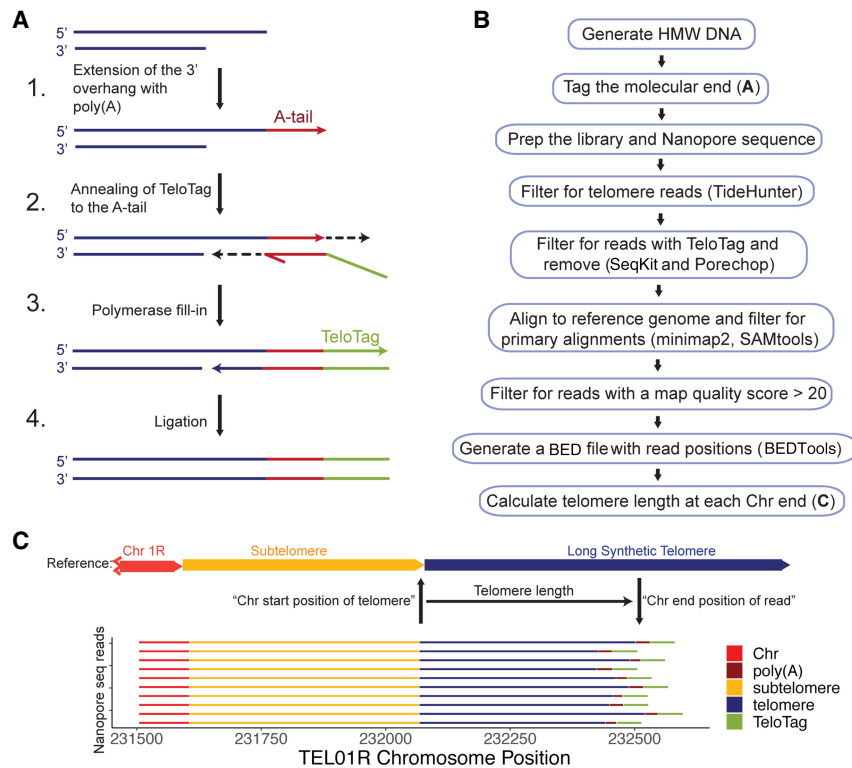 A
5'
3'
1.
Extension of the 3'
overhang with
poly(A)
A-tail
5'
3'
2.
Annealing of TeloTag
to the A-tail
5'
3'
3.
Polymerase fill-in
TeloTag
5'
3'
4.
Ligation
5'
3'
B
Generate HMW DNA
Tag the molecular end (A)
Prep the library and Nanopore sequence
Filter for telomere reads (TideHunter)
Filter for reads with TeloTag and
remove (SeqKit and Porechop)
Align to reference genome and filter for
primary alignments (minimap2, SAMtools)
Filter for reads with a map quality score > 20
Generate a BED file with read positions (BEDTools)
Calculate telomere length at each Chr end (C)
C
Chr 1R
Subtelomere
Long Synthetic Telomere
Reference:
“Chr start position of telomere”
Telomere length
“Chr end position of read”
Nanopore seq reads
Chr
poly(A)
subtelomere
telomere
TeloTag
231500
231750
232000
232250
232500
TEL01R Chromosome Position